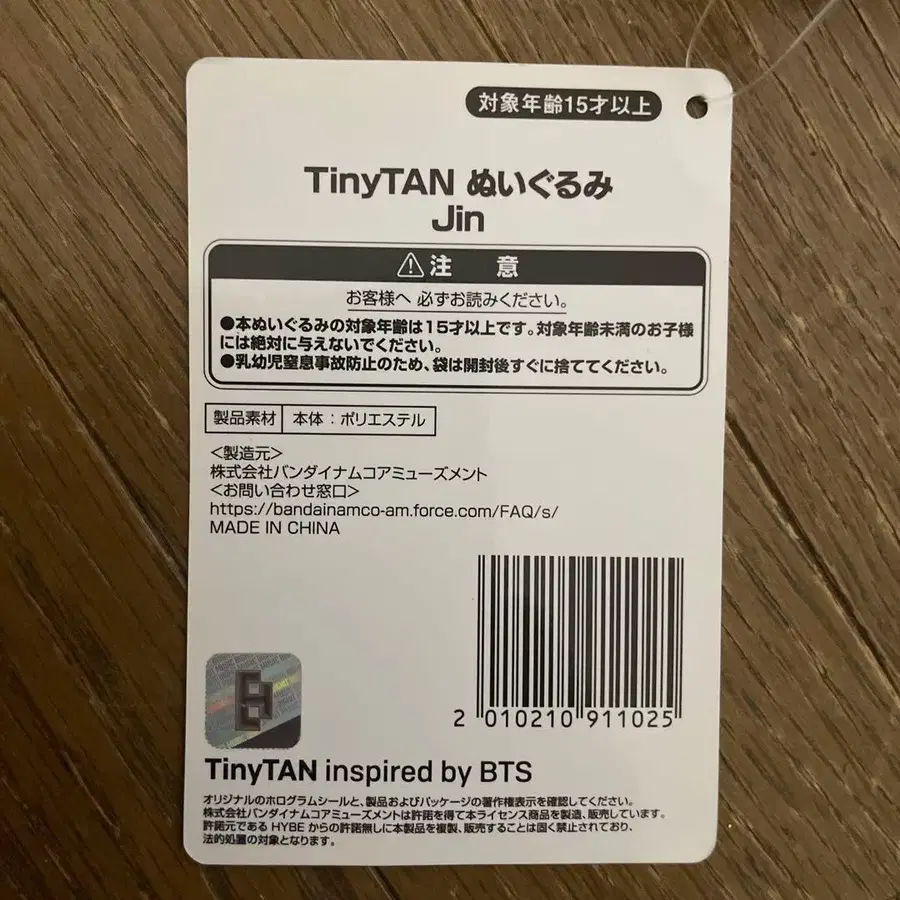 対象年齢15才以上
TinyTAN ぬいぐるみ
Jin
⚠注 意
お客様へ 必ずお読みください。
●本ぬいぐるみの対象年齢は15才以上です。対象年齢未満のお子様
には絶対に与えないでください。
●乳幼児窒息事故防止のため、袋は開封後すぐに捨ててください。
製品素材 本体：ポリエステル
＜製造元＞
株式会社バンダイナムコアミューズメント
＜お問い合わせ窓口＞
https://bandainamco-am.force.com/FAQ/s/
MADE IN CHINA
2 010210 911025
TinyTAN inspired by BTS
オリジナルのホログラムシールと、製品およびパッケージの著作権表示を確認してください。
株式会社バンダイナムコアミューズメントは許諾を得て本ライセンス商品を製造、販売しています。
許諾元である HYBE からの許諾無しに本製品を複製、販売することは固く禁止されており、
法的処置の対象となります。